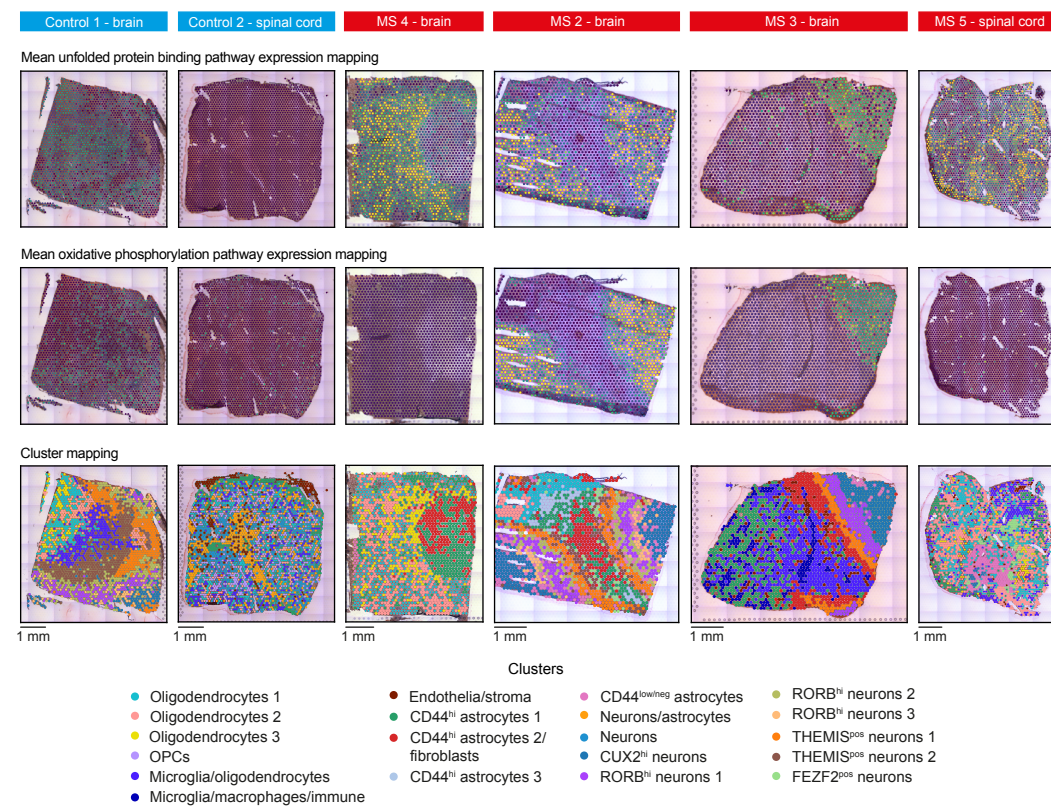 Control 1 - brain
Control 2 - spinal cord
MS 4 - brain
MS 2 - brain
MS 3 - brain
MS 5 - spinal cord
Mean unfolded protein binding pathway expression mapping
Mean oxidative phosphorylation pathway expression mapping
Cluster mapping
1 mm
1 mm
1 mm
1 mm
1 mm
1 mm
Clusters
Oligodendrocytes 1
Oligodendrocytes 2
Oligodendrocytes 3
OPCs
Microglia/oligodendrocytes
Microglia/macrophages/immune
Endothelia/stroma
CD44ʰⁱ astrocytes 1
CD44ʰⁱ astrocytes 2/
fibroblasts
CD44ʰⁱ astrocytes 3
CD44ˡᵒʷ/ⁿᵉᵍ astrocytes
Neurons/astrocytes
Neurons
CUX2ʰⁱ neurons
RORBʰⁱ neurons 1
RORBʰⁱ neurons 2
RORBʰⁱ neurons 3
THEMISᵖᵒˢ neurons 1
THEMISᵖᵒˢ neurons 2
FEZF2ᵖᵒˢ neurons